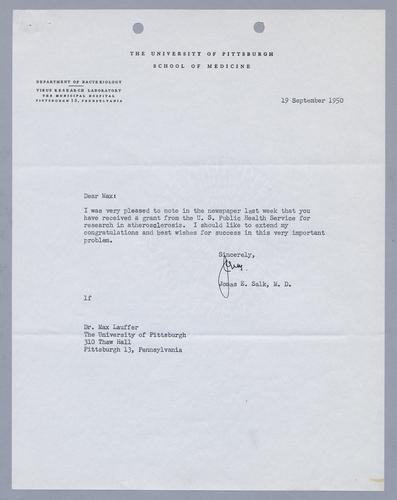 THE UNIVERSITY OF PITTSBURGH
SCHOOL OF MEDICINE
DEPARTMENT OF BACTERIOLOGY
VIRUS RESEARCH LABORATORY
THE MUNICIPAL HOSPITAL
PITTSBURGH 13, PENNSYLVANIA
19 September 1950
Dear Max:
I was very pleased to note in the newspaper last week that you
have received a grant from the U. S. Public Health Service for
research in atherosclerosis. I should like to extend my
congratulations and best wishes for success in this very important
problem.
Sincerely,
Jonas
Jonas E. Salk, M. D.
lf
Dr. Max Lauffer
The University of Pittsburgh
310 Thaw Hall
Pittsburgh 13, Pennsylvania